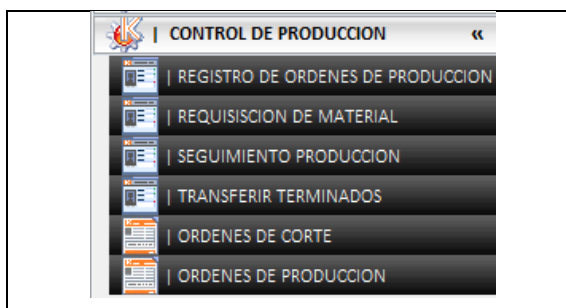 | CONTROL DE PRODUCCION «
| REGISTRO DE ORDENES DE PRODUCCION
| REQUISISCION DE MATERIAL
| SEGUIMIENTO PRODUCCION
| TRANSFERIR TERMINADOS
| ORDENES DE CORTE
| ORDENES DE PRODUCCION